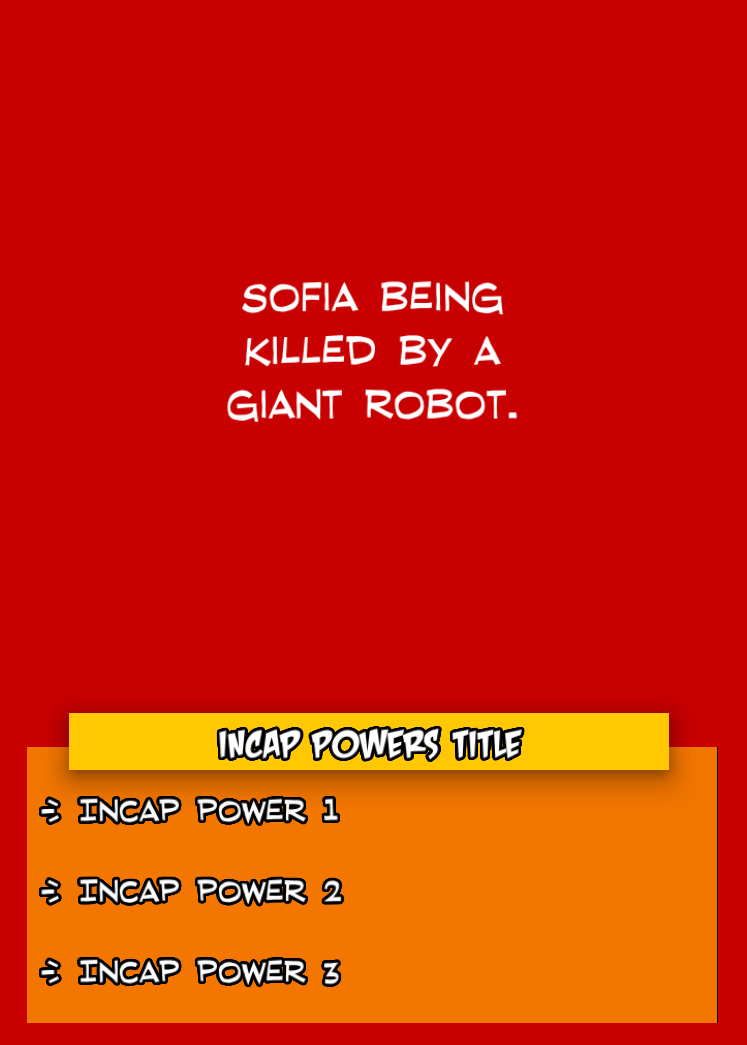 SOFIA BEING
KILLED BY A
GIANT ROBOT.
INCAP POWERS TITLE
INCAP POWER 1
INCAP POWER 2
INCAP POWER 3